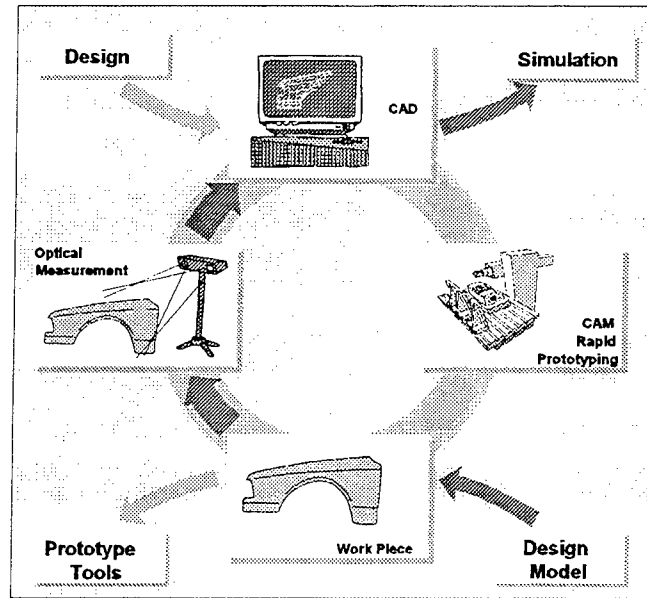 Design
Simulation
CAD
Optical
Measurement
CAM
Rapid
Prototyping
Work Piece
Prototype
Tools
Design
Model